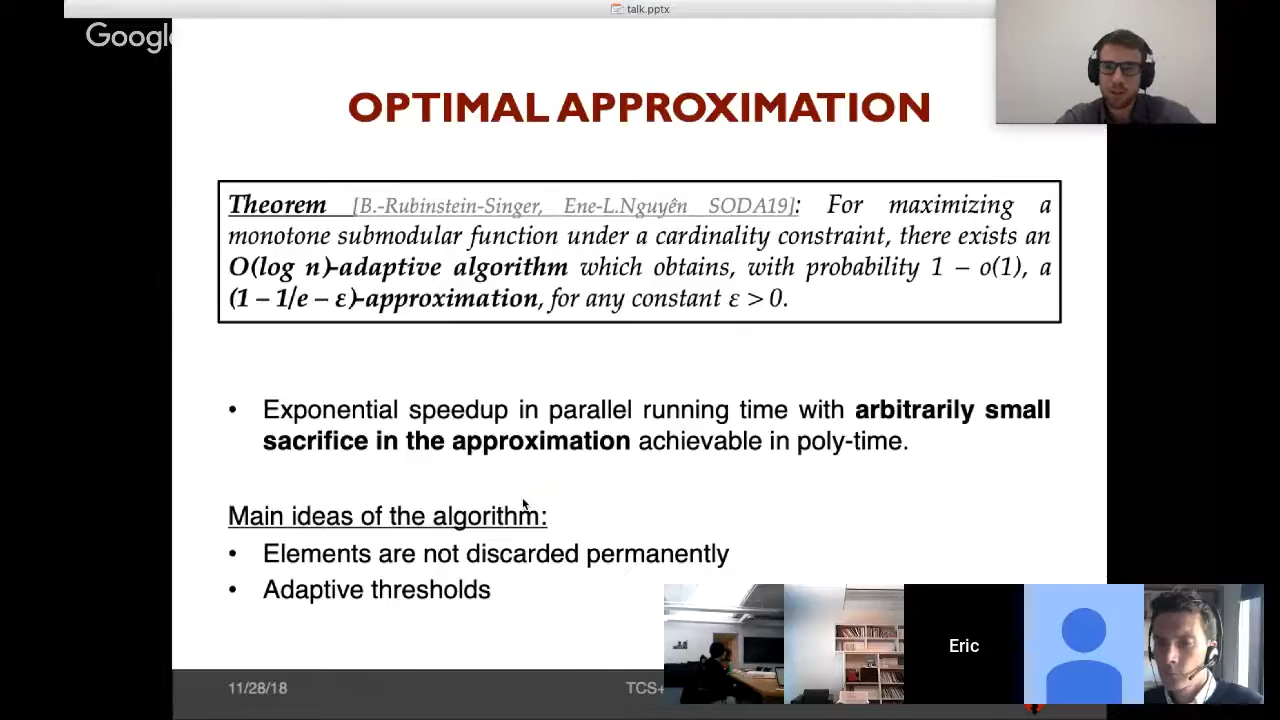 talk.pptx
Google
OPTIMAL APPROXIMATION
Theorem [B.-Rubinstein-Singer, Ene-L.Nguyên SODA19]: For maximizing a
monotone submodular function under a cardinality constraint, there exists an
O(log n)-adaptive algorithm which obtains, with probability 1 – o(1), a
(1 – 1/e – ε)-approximation, for any constant ε > 0.
• Exponential speedup in parallel running time with arbitrarily small
sacrifice in the approximation achievable in poly-time.
Main ideas of the algorithm:
• Elements are not discarded permanently
• Adaptive thresholds
Eric
11/28/18
TCS+